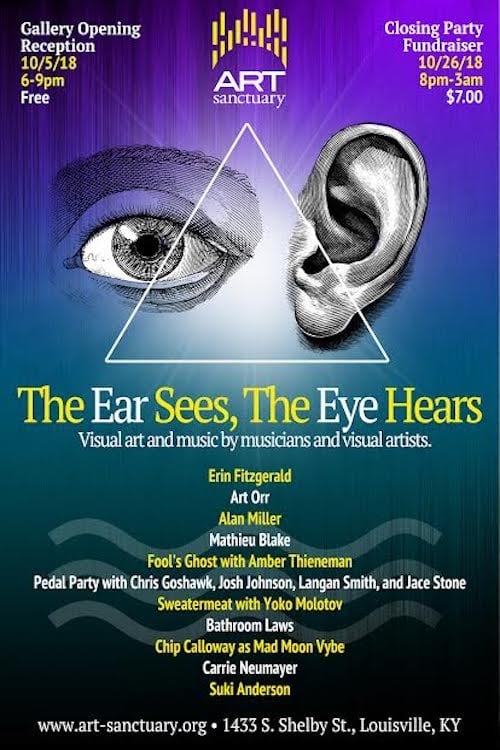 Gallery Opening
Reception
10/5/18
6-9pm
Free
ART
sanctuary
Closing Party
Fundraiser
10/26/18
8pm-3am
$7.00
The Ear Sees, The Eye Hears
Visual art and music by musicians and visual artists.
Erin Fitzgerald
Art Orr
Alan Miller
Mathieu Blake
Fool's Ghost with Amber Thieneman
Pedal Party with Chris Goshawk, Josh Johnson, Langan Smith, and Jace Stone
Sweatermeat with Yoko Molotov
Bathroom Laws
Chip Calloway as Mad Moon Vybe
Carrie Neumayer
Suki Anderson
www.art-sanctuary.org • 1433 S. Shelby St., Louisville, KY